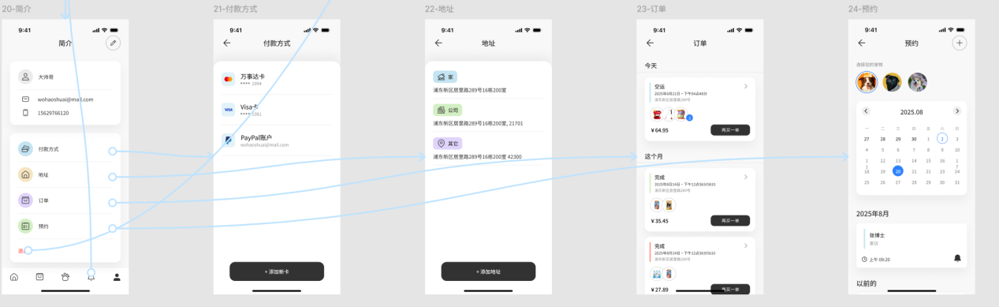 20-简介
9:41
简介
大帅哥
wohaoshuai@mail.com
15629766120
付款方式
地址
订单
预约
21-付款方式
9:41
付款方式
万事达卡
**** 1994
Visa卡
**** 1981
PayPal账户
wohaoshuai@mail.com
+ 添加新卡
22-地址
9:41
地址
家
浦东新区居里路289号16栋200室
公司
浦东新区居里路289号16栋200室, 21701
其它
浦东新区居里路289号16栋200室 42300
+ 添加地址
23-订单
9:41
订单
今天
空运
2025年8月21日・下午04点48分
浦东新区居里路289号
2
¥64.95
再买一单
这个月
完成
2025年8月14日・下午12点36分5610
浦东新区居里路289号
¥35.45
再买一单
完成
2025年8月14日・下午12点36分5610
浦东新区居里路289号
¥27.89
再买一单
24-预约
9:41
预约
选择您的宠物
2025.08
一 二 三 四 五 六 日
27 28 29 30 1 2 3
4 5 6 7 8 9 10
11 12 13 14 15 16 17
18 19 20 21 21 23 24
25 26 27 28 29 30 31
2025年8月
张博士
家访
上午 09:20
以前的